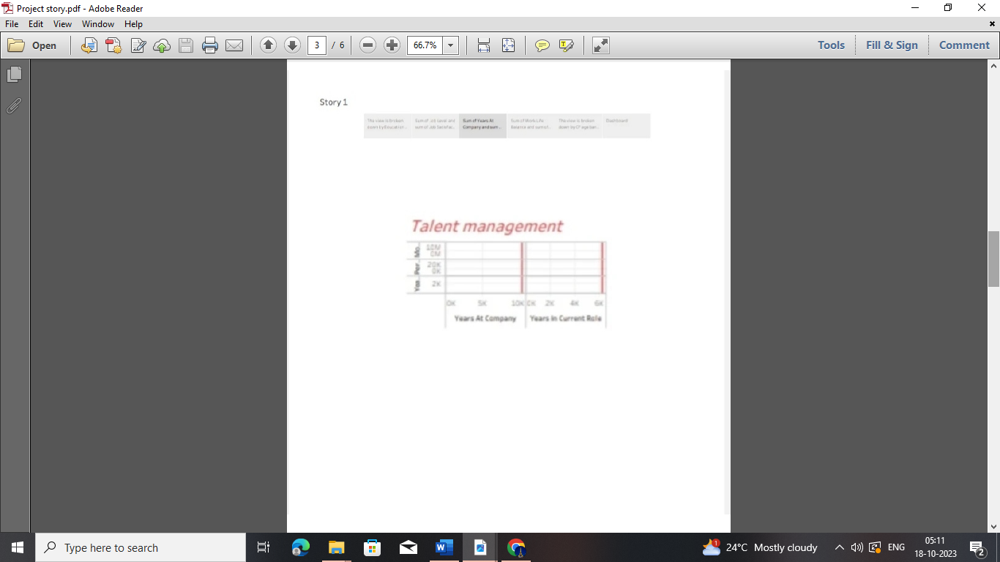 Project story.pdf - Adobe Reader
File Edit View Window Help
Open 3 / 6 66.7% Tools Fill & Sign Comment
Story 1
The view is broken down by Education ..
Sum of Job Level and sum of Job Satisfac..
Sum of Years At Company and sum ..
Sum of Work Life Balance and sum of..
The view is broken down by CF age ban..
Dashboard
Talent management
Mo.. 10M
0M
Per.. 20K
0K
Yea.. 2K
0K 5K 10K 0K 2K 4K 6K
Years At Company Years In Current Role
Type here to search
24°C Mostly cloudy
ENG
05:11
18-10-2023
1
2